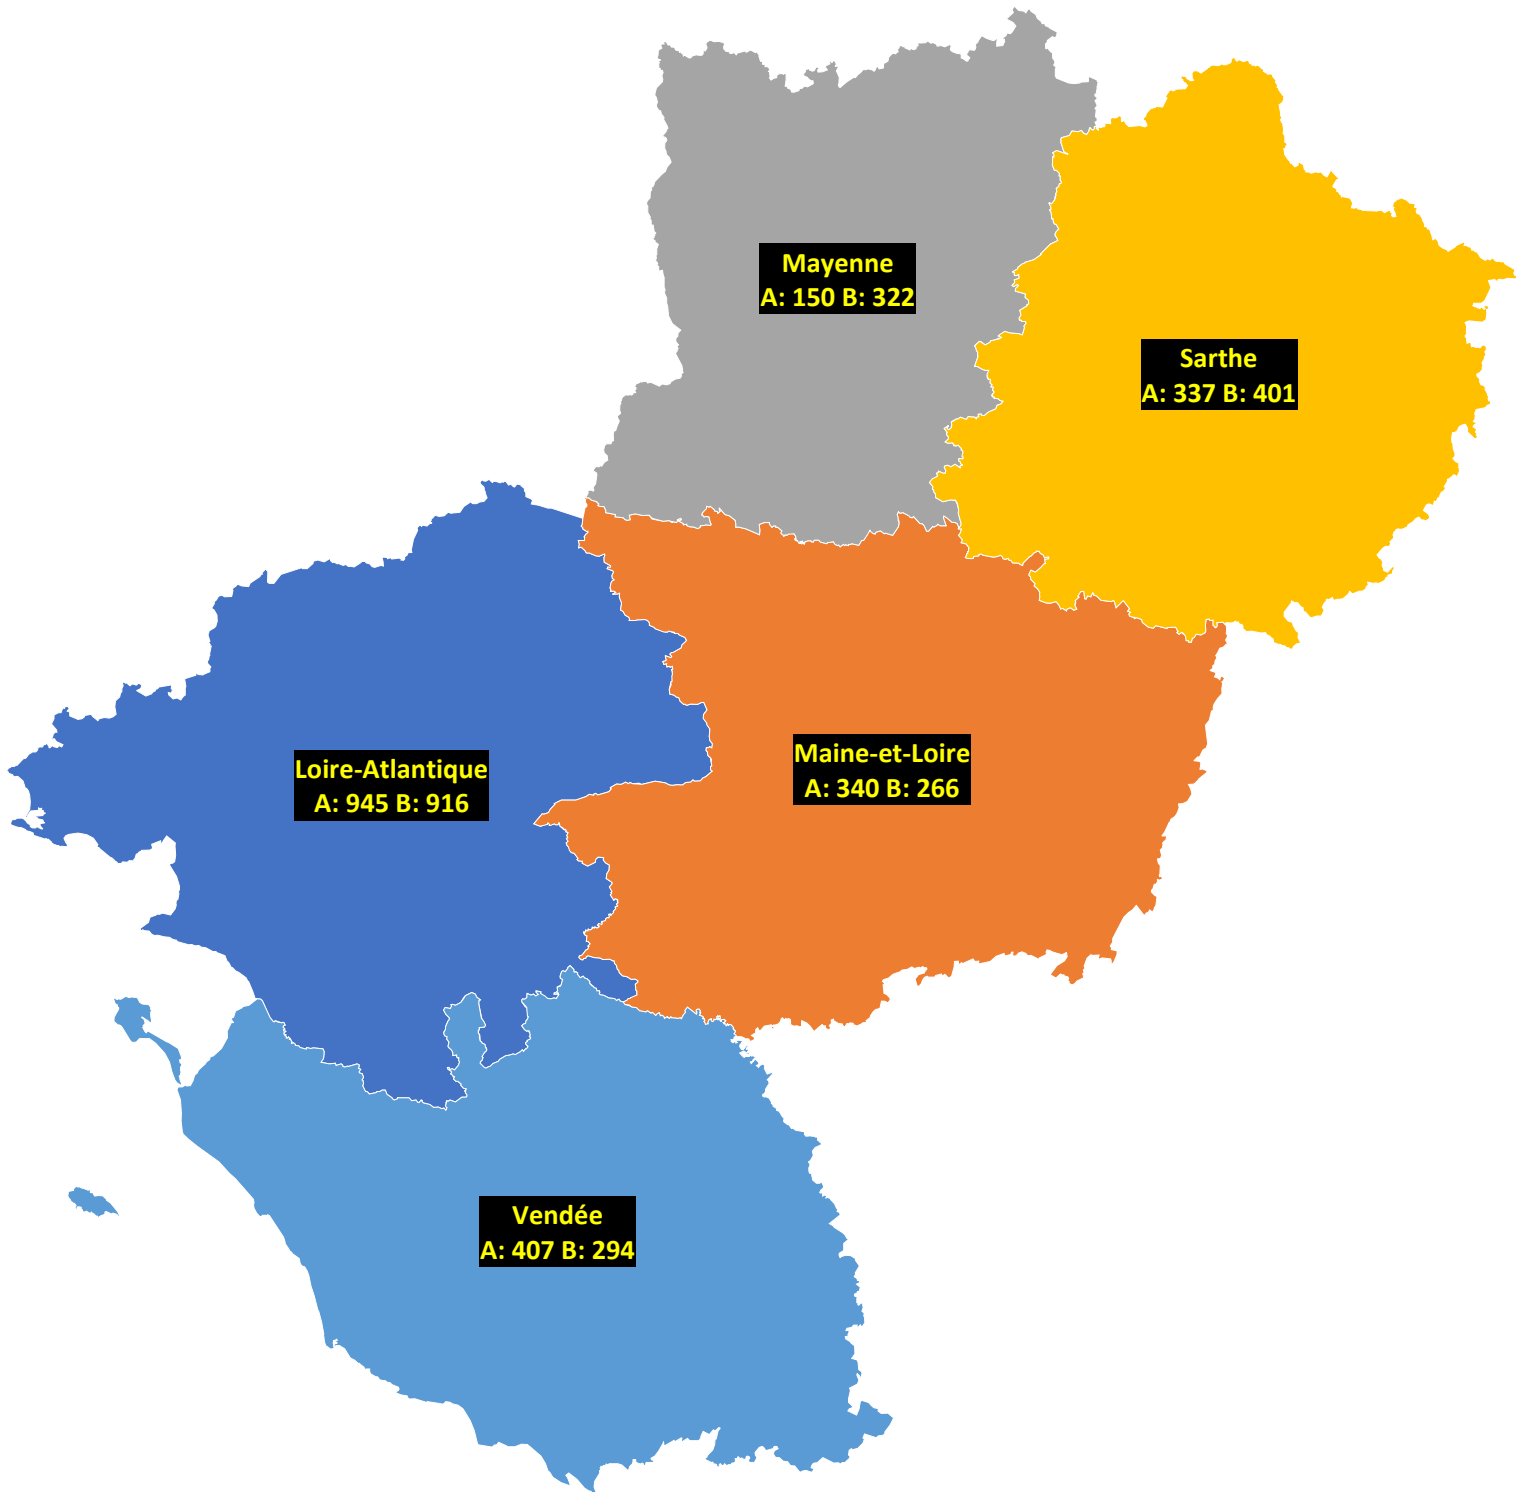 Mayenne
A: 150 B: 322
Sarthe
A: 337 B: 401
Loire-Atlantique
A: 945 B: 916
Maine-et-Loire
A: 340 B: 266
Vendée
A: 407 B: 294